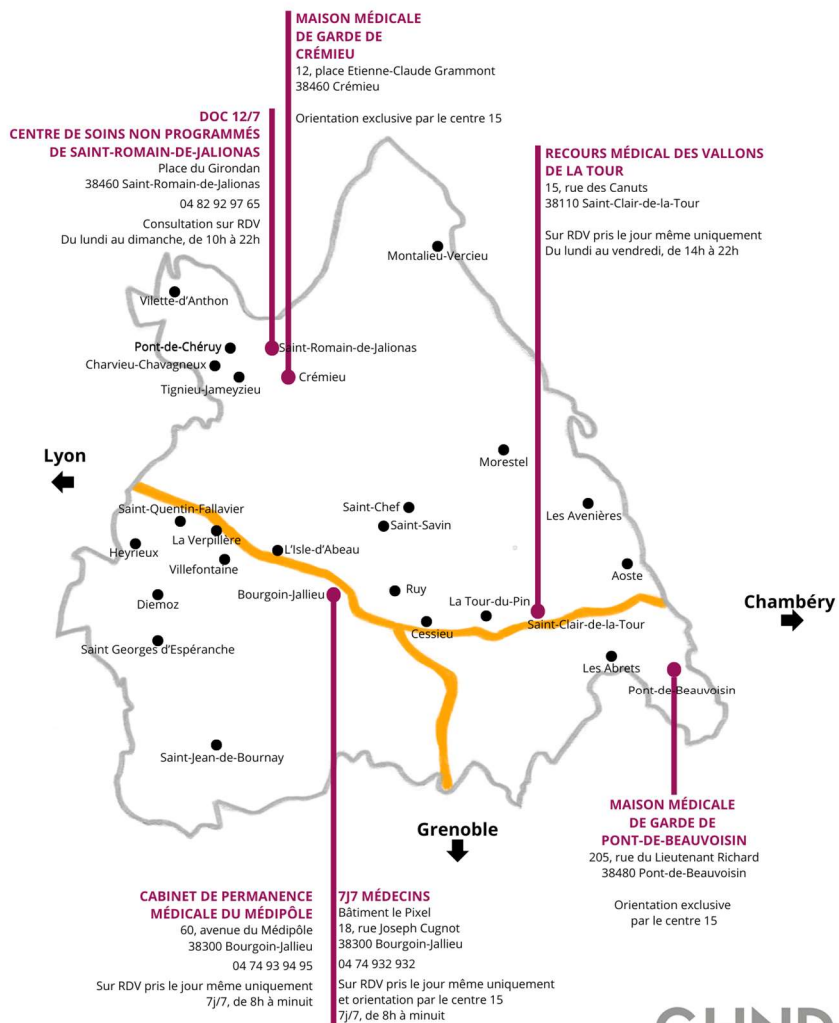 MAISON MÉDICALE
DE GARDE DE
CRÉMIEU
12, place Etienne-Claude Grammont
38460 Crémieu
Orientation exclusive par le centre 15
DOC 12/7
CENTRE DE SOINS NON PROGRAMMÉS
DE SAINT-ROMAIN-DE-JALIONAS
Place du Girondan
38460 Saint-Romain-de-Jalionas
04 82 92 97 65
Consultation sur RDV
Du lundi au dimanche, de 10h à 22h
RECOURS MÉDICAL DES VALLONS
DE LA TOUR
15, rue des Canuts
38110 Saint-Clair-de-la-Tour
Sur RDV pris le jour même uniquement
Du lundi au vendredi, de 14h à 22h
Montalieu-Vercieu
Vilette-d'Anthon
Pont-de-Chéruy
Saint-Romain-de-Jalionas
Charvieu-Chavagneux
Tignieu-Jameyzieu
Crémieu
Lyon
Morestel
Saint-Quentin-Fallavier
Saint-Chef
Les Avenières
Saint-Savin
La Verpillère
Heyrieux
L'Isle-d'Abeau
Villefontaine
Aoste
Bourgoin-Jallieu
Ruy
La Tour-du-Pin
Chambéry
Diemoz
Cessieu
Saint-Clair-de-la-Tour
Saint Georges d'Espéranche
Les Abrets
Pont-de-Beauvoisin
Saint-Jean-de-Bournay
Grenoble
MAISON MÉDICALE
DE GARDE DE
PONT-DE-BEAUVOISIN
205, rue du Lieutenant Richard
38480 Pont-de-Beauvoisin
Orientation exclusive
par le centre 15
CABINET DE PERMANENCE
MÉDICALE DU MÉDIPÔLE
60, avenue du Médipôle
38300 Bourgoin-Jallieu
04 74 93 94 95
Sur RDV pris le jour même uniquement
7j/7, de 8h à minuit
7J7 MÉDECINS
Bâtiment le Pixel
18, rue Joseph Cugnot
38300 Bourgoin-Jallieu
04 74 932 932
Sur RDV pris le jour même uniquement
et orientation par le centre 15
7j/7, de 8h à minuit